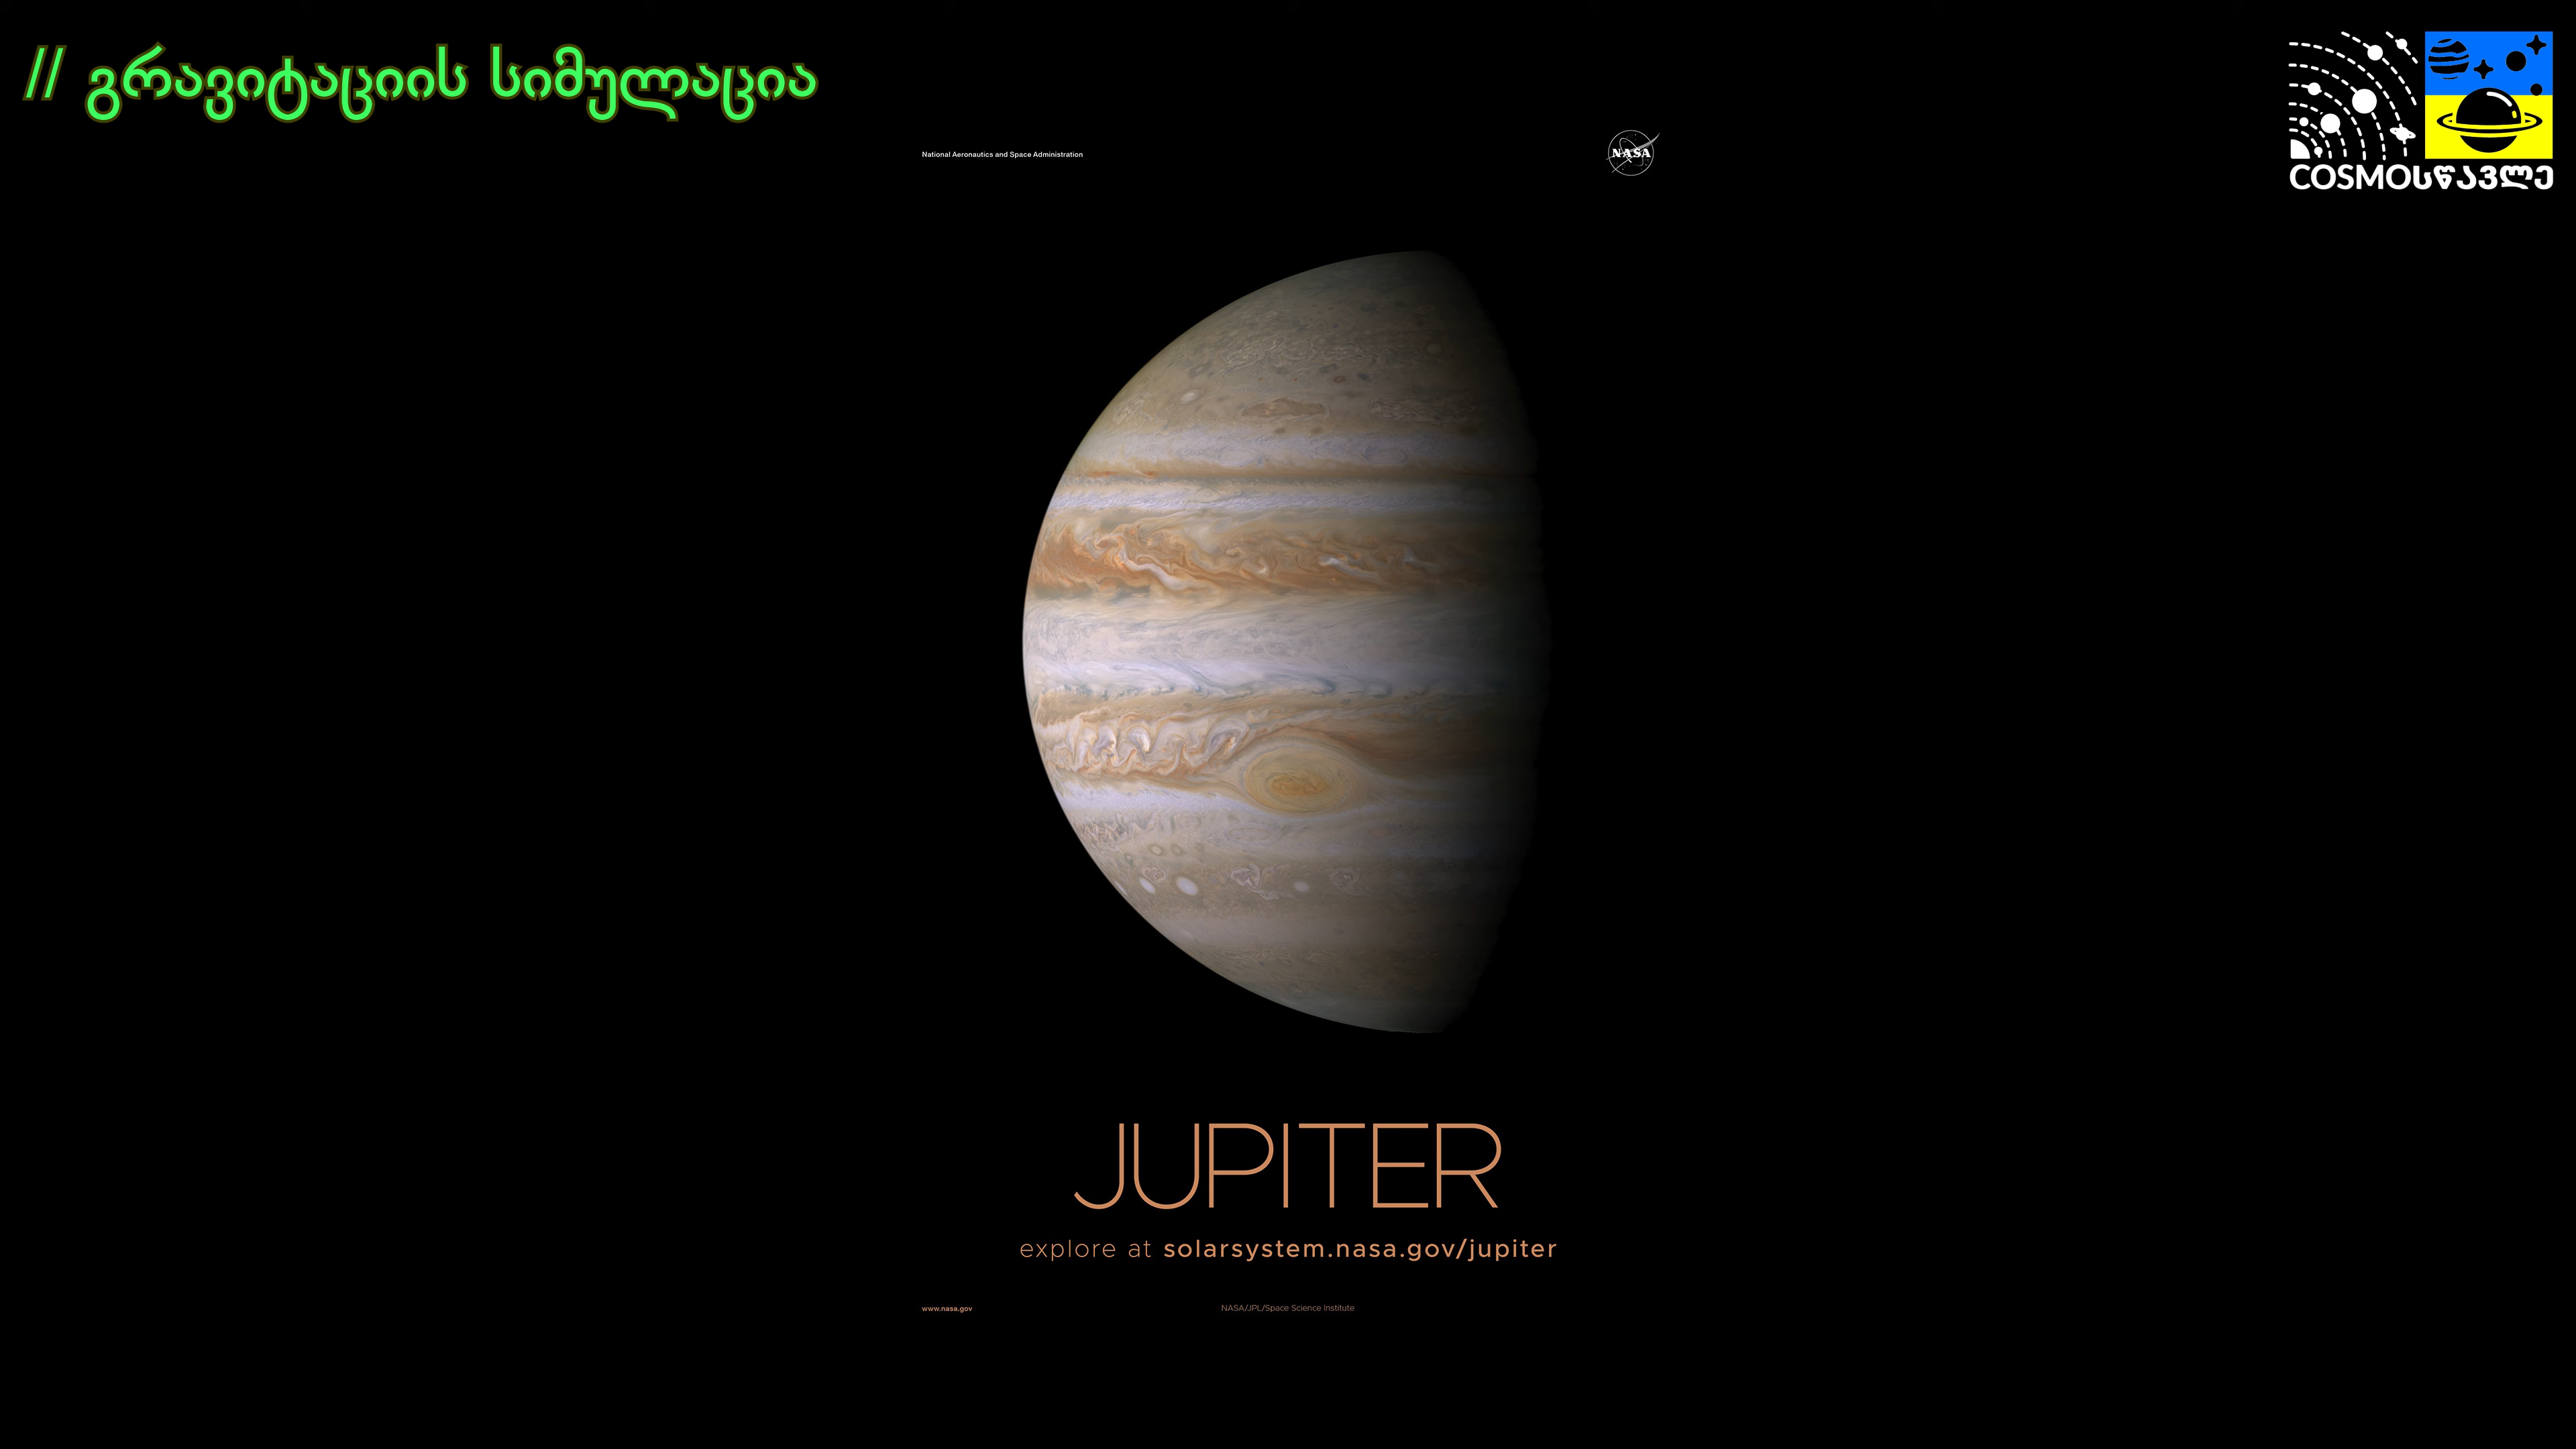 // გრავიტაციის სიმულაცია
COSMOსწავლე
National Aeronautics and Space Administration
NASA
JUPITER
explore at solarsystem.nasa.gov/jupiter
www.nasa.gov
NASA/JPL/Space Science Institute